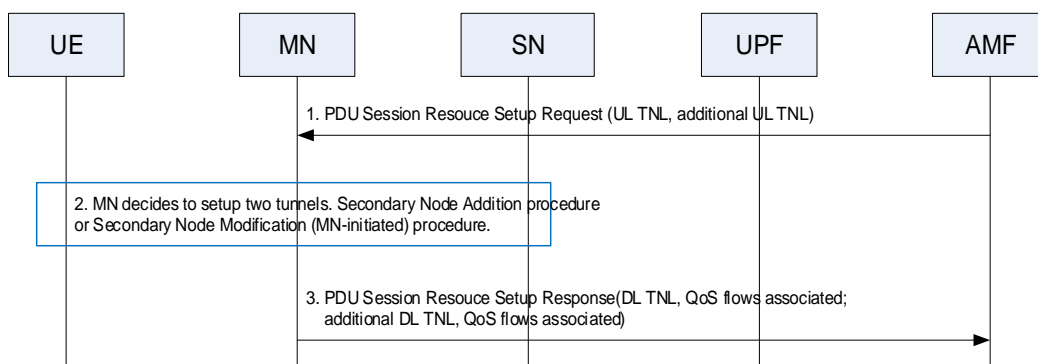 UE MN SN UPF AMF
1. PDU Session Resouce Setup Request (UL TNL, additional UL TNL)
2. MN decides to setup two tunnels. Secondary Node Addition procedure
or Secondary Node Modification (MN-initiated) procedure.
3. PDU Session Resouce Setup Response(DL TNL, QoS flows associated;
additional DL TNL, QoS flows associated)